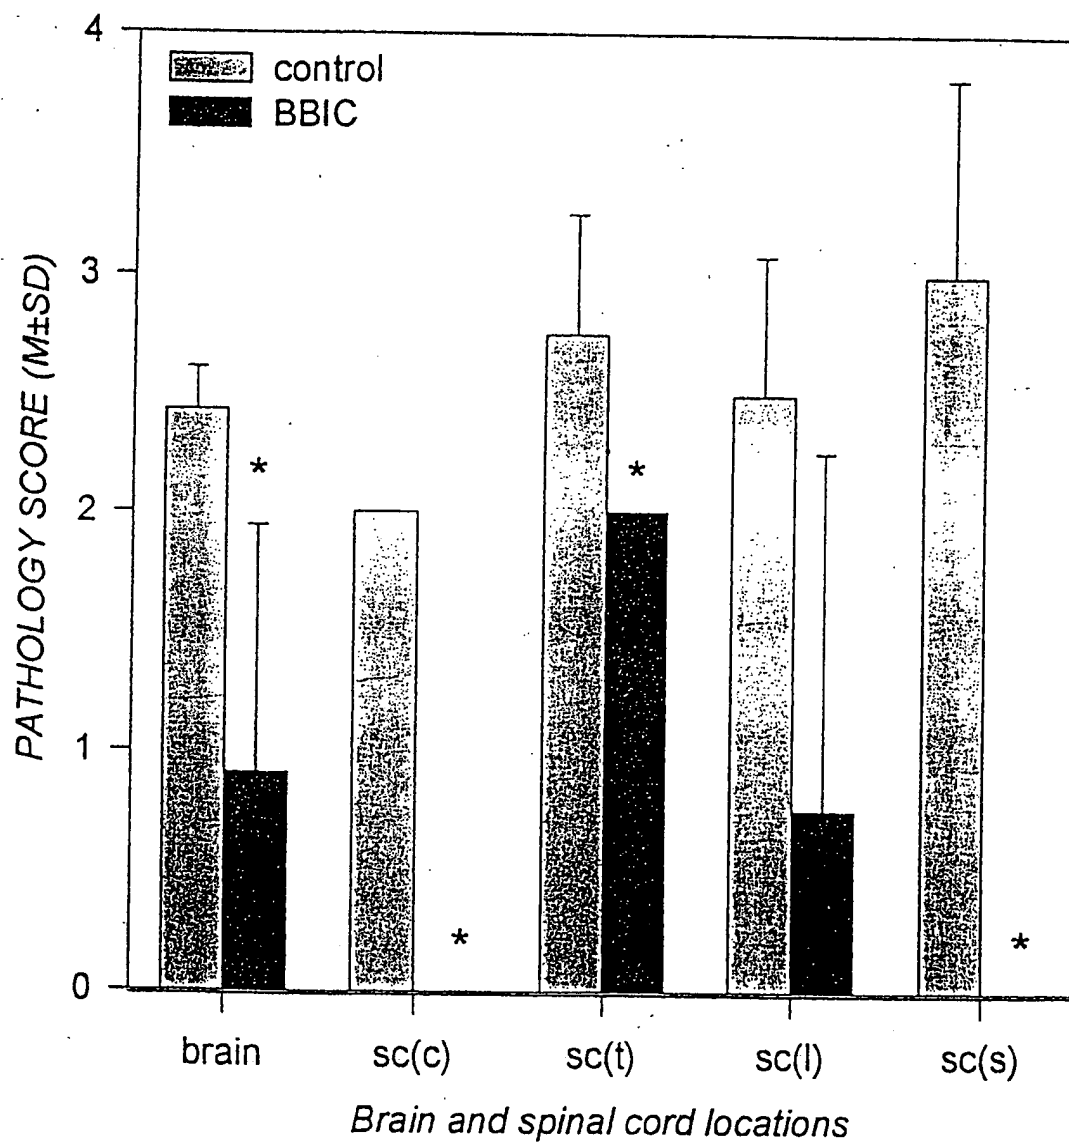 4
control
BBIC
3
2
1
0
PATHOLOGY SCORE (M±SD)
*
*
*
*
brain sc(c) sc(t) sc(l) sc(s)
Brain and spinal cord locations